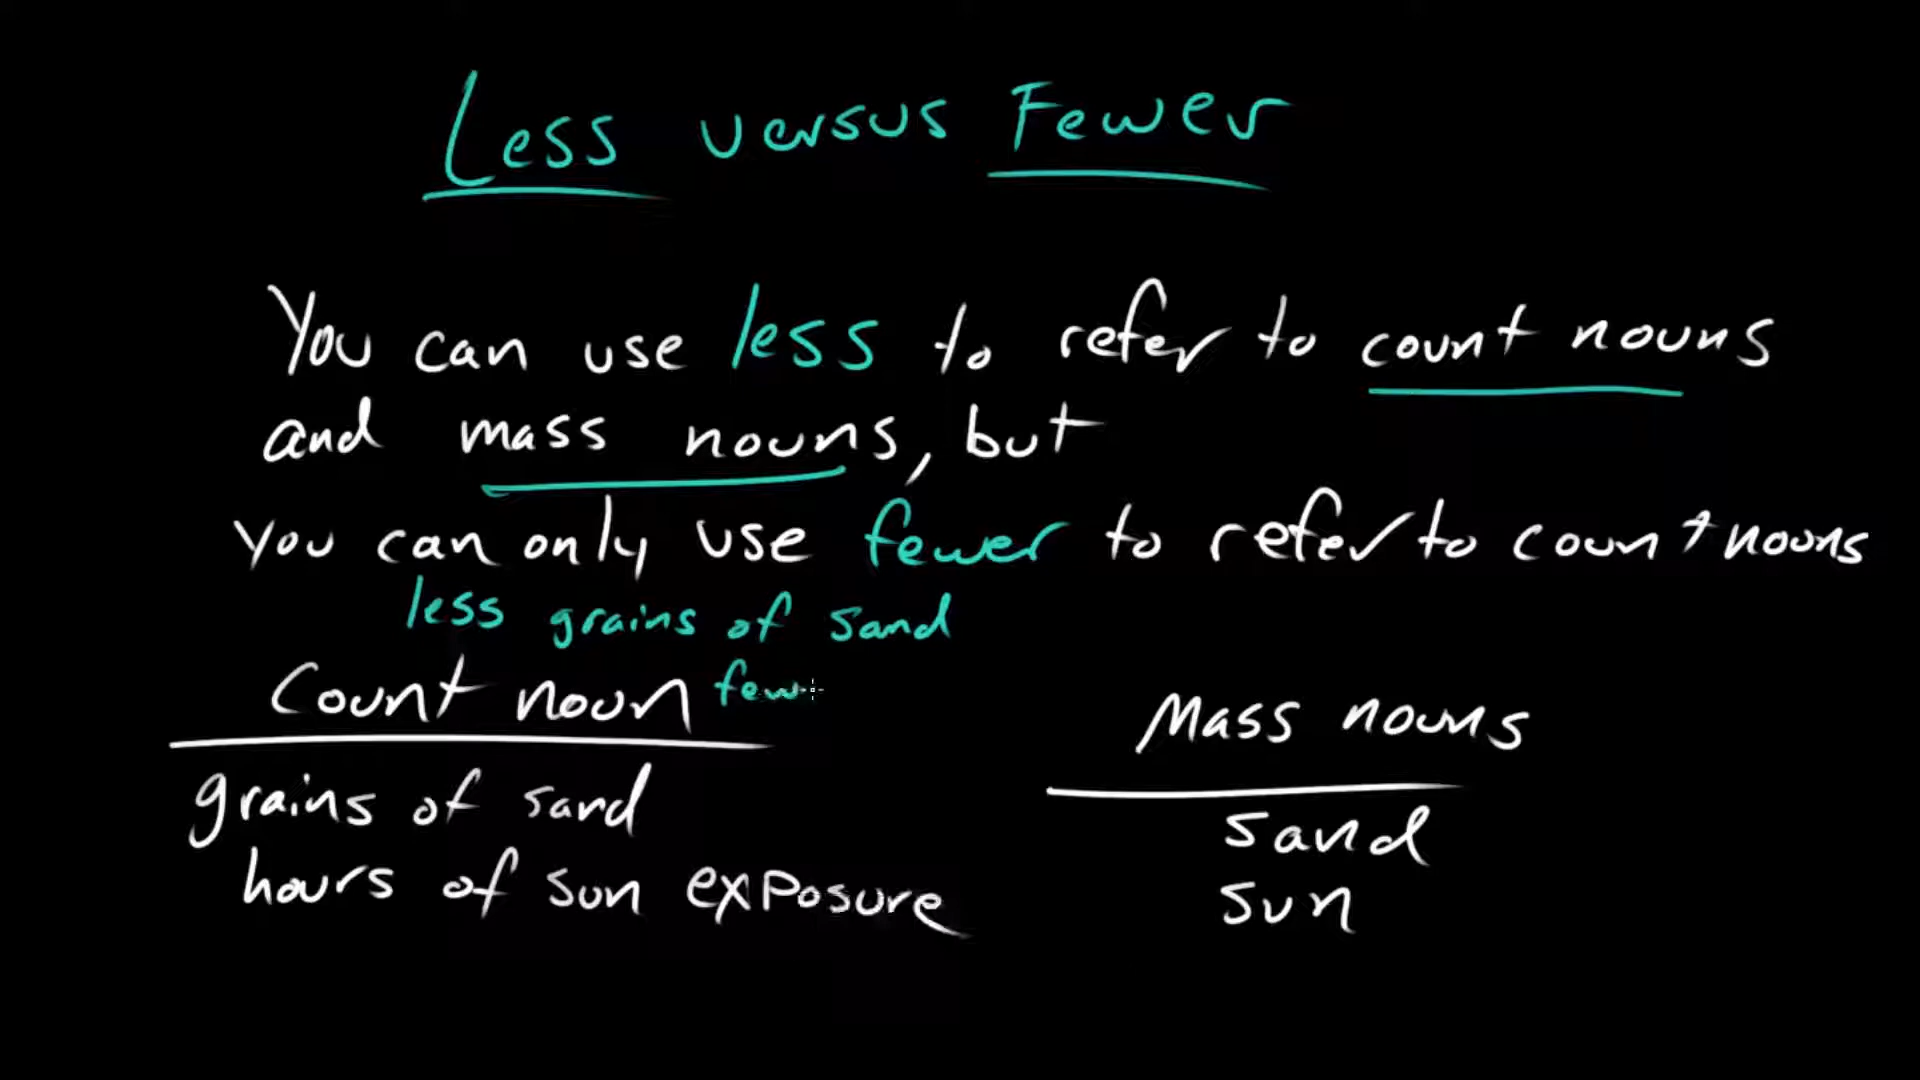 Less versus Fewer
You can use less to refer to count nouns
and mass nouns, but
you can only use fewer to refer to count nouns
less grains of sand
Count noun few
Mass nouns
grains of sand
hours of sun exposure
sand
sun